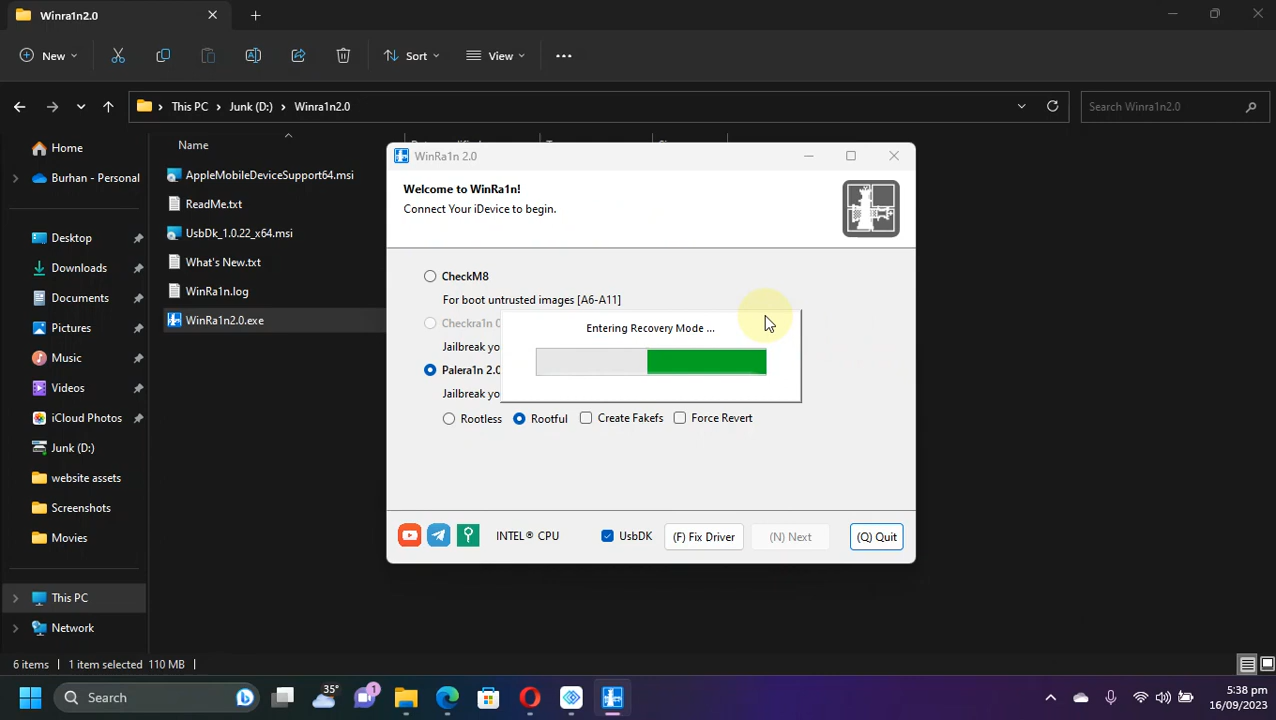 Winra1n2.0
New
Sort
View
This PC
Junk (D:)
Winra1n2.0
Search Winra1n2.0
Home
Burhan - Personal
Desktop
Downloads
Documents
Pictures
Music
Videos
iCloud Photos
Junk (D:)
website assets
Screenshots
Movies
This PC
Network
Name
AppleMobileDeviceSupport64.msi
ReadMe.txt
UsbDk_1.0.22_x64.msi
What's New.txt
WinRa1n.log
WinRa1n2.0.exe
WinRa1n 2.0
Welcome to WinRa1n!
Connect Your iDevice to begin.
CheckM8
For boot untrusted images [A6-A11]
Checkra1n
Jailbreak
Palera1n 2.0
Jailbreak
Entering Recovery Mode ...
Rootless
Rootful
Create Fakefs
Force Revert
INTEL® CPU
UsbDK
(F) Fix Driver
(N) Next
(Q) Quit
6 items
1 item selected 110 MB
Search
35°
1
5:38 pm
16/09/2023